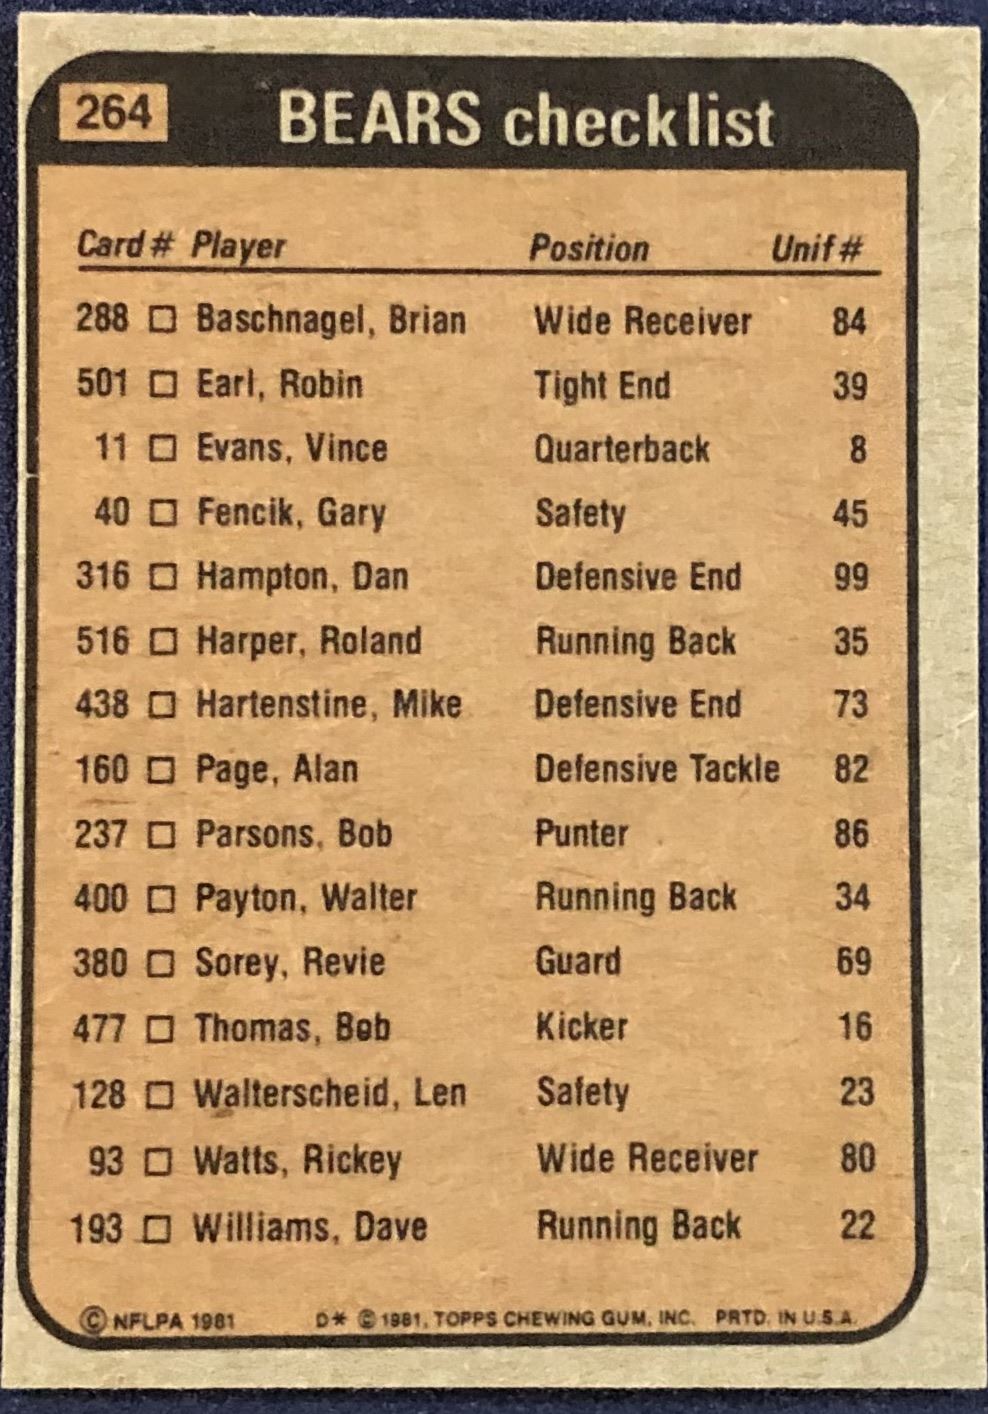 264 BEARS checklist
Card # Player Position Unif #
288 □ Baschnagel, Brian Wide Receiver 84
501 □ Earl, Robin Tight End 39
11 □ Evans, Vince Quarterback 8
40 □ Fencik, Gary Safety 45
316 □ Hampton, Dan Defensive End 99
516 □ Harper, Roland Running Back 35
438 □ Hartenstine, Mike Defensive End 73
160 □ Page, Alan Defensive Tackle 82
237 □ Parsons, Bob Punter 86
400 □ Payton, Walter Running Back 34
380 □ Sorey, Revie Guard 69
477 □ Thomas, Bob Kicker 16
128 □ Walterscheid, Len Safety 23
93 □ Watts, Rickey Wide Receiver 80
193 □ Williams, Dave Running Back 22
© NFLPA 1981 D* © 1981, TOPPS CHEWING GUM, INC. PRTD. IN U.S.A.